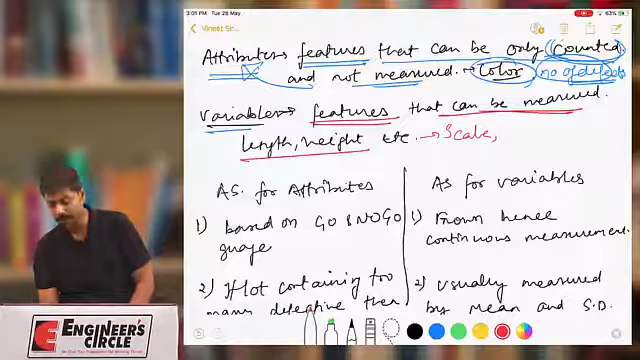 3:01 PM Tue 28 May
63%
Vineet Sir...
Attributes → features that can be only (counted)
and not measured. → color no of defects
variables → features that can be measured.
length, height etc. → Scale,
A.S. for Attributes
1) based on GO & NOGO
guage
2) If lot containing too
many defective then
AS for variables
1) Known hence
continuous measurement.
2) Usually measured
by Mean and S.D.
ENGINEER'S
CIRCLE